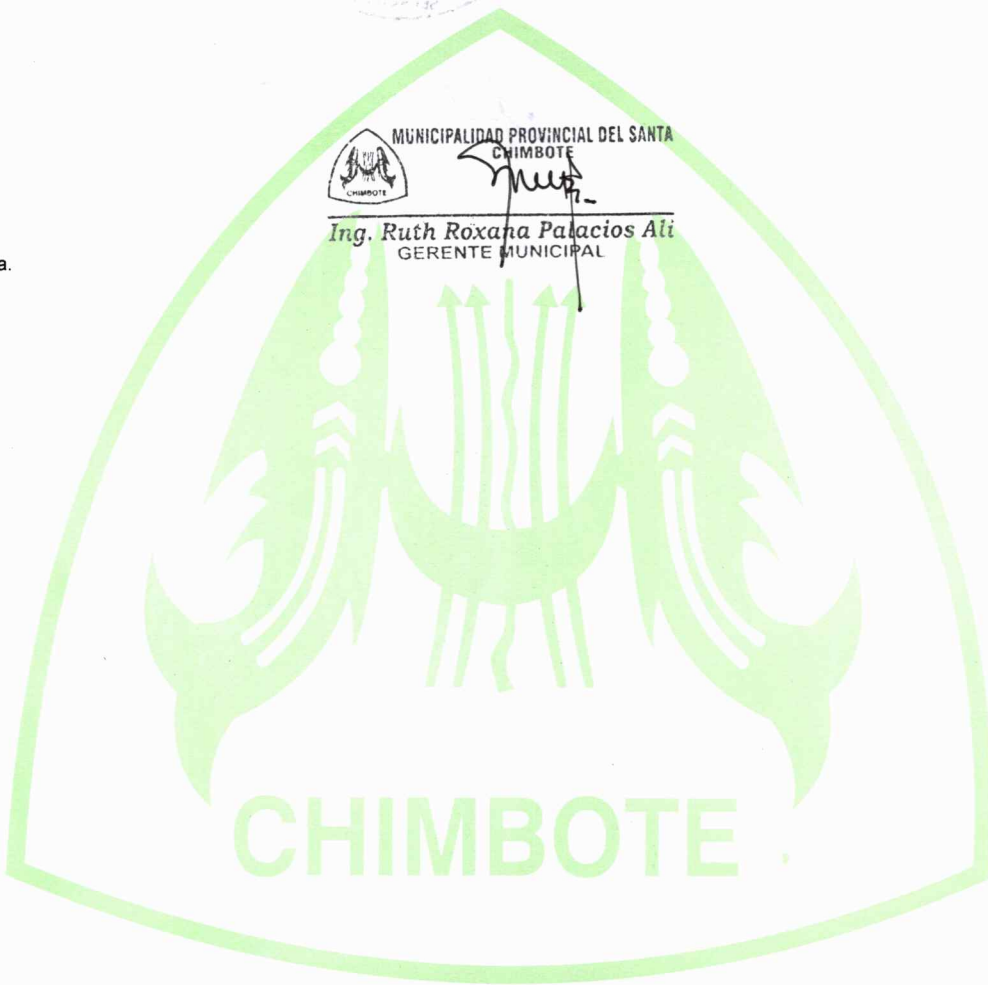 MUNICIPALIDAD PROVINCIAL DEL SANTA
CHIMBOTE
CHIMBOTE
Ing. Ruth Roxana Palacios Ali
GERENTE MUNICIPAL
a.
CHIMBOTE